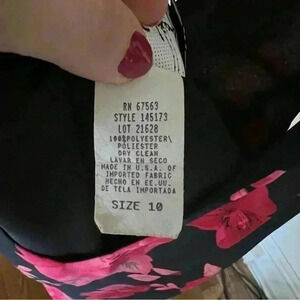 RN 67563
STYLE 145173
LOT 21628
100%POLYESTER\
POLIESTER
DRY CLEAN
LAVAR EN SECO
MADE IN U.S.A. OF
IMPORTED FABRIC
HECHO EN EE.UU.
DE TELA IMPORTADA
SIZE 10